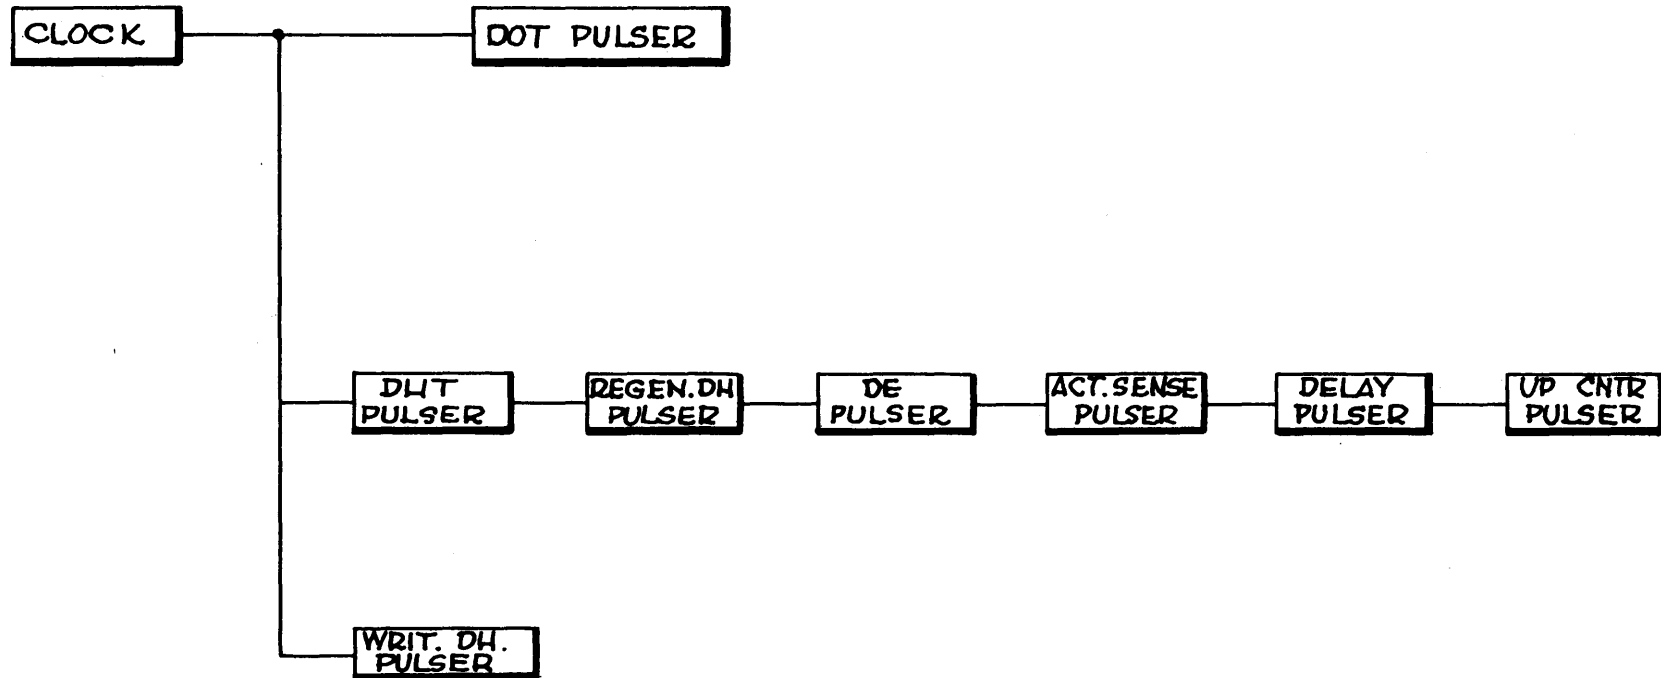 CLOCK
DOT PULSER
DHT
PULSER
REGEN.DH
PULSER
DE
PULSER
ACT.SENSE
PULSER
DELAY
PULSER
UP CNTR
PULSER
WRIT. DH.
PULSER